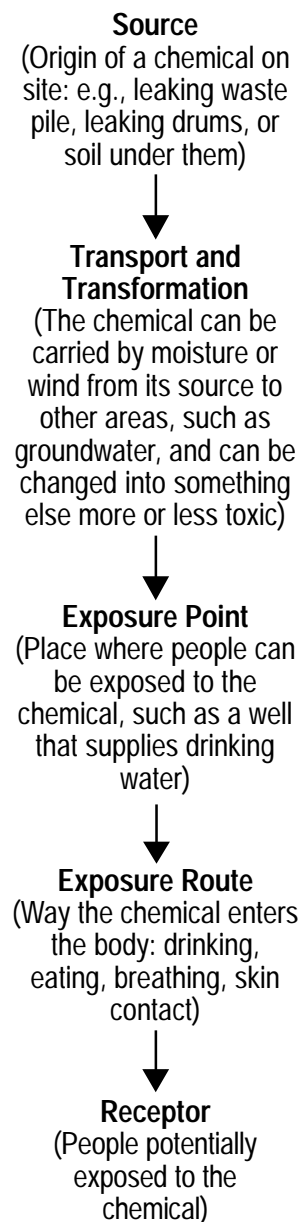 Source
(Origin of a chemical on
site: e.g., leaking waste
pile, leaking drums, or
soil under them)
Transport and
Transformation
(The chemical can be
carried by moisture or
wind from its source to
other areas, such as
groundwater, and can be
changed into something
else more or less toxic)
Exposure Point
(Place where people can
be exposed to the
chemical, such as a well
that supplies drinking
water)
Exposure Route
(Way the chemical enters
the body: drinking,
eating, breathing, skin
contact)
Receptor
(People potentially
exposed to the
chemical)